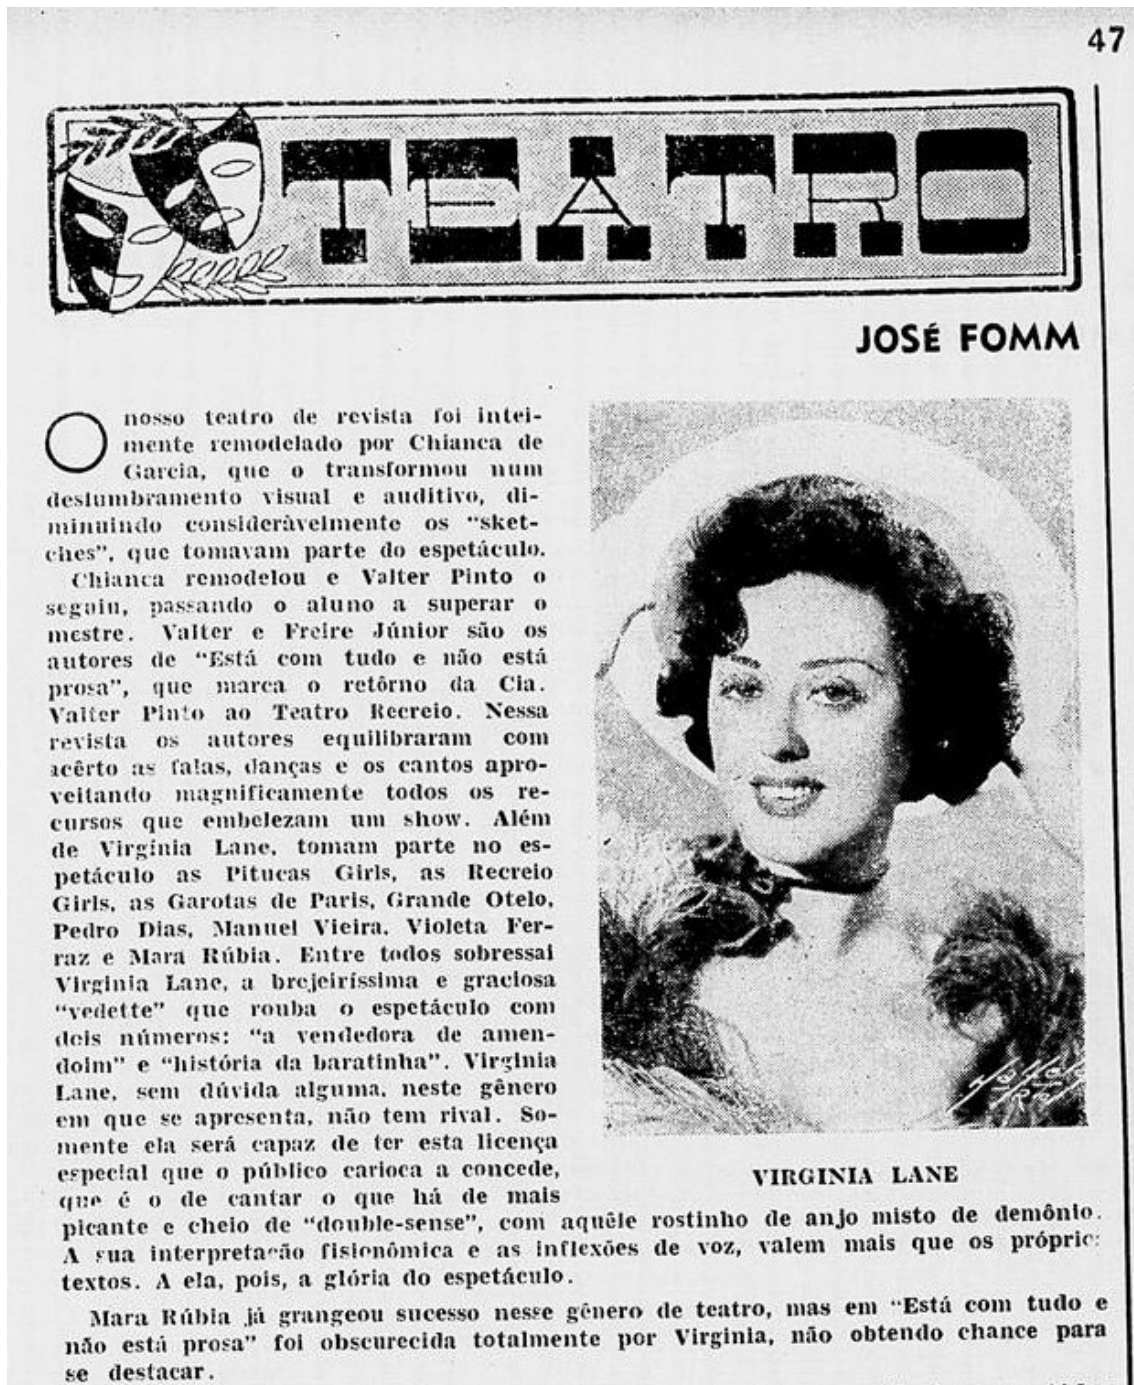 47
TEATRO
JOSÉ FOMM
O nosso teatro de revista foi intei-
mente remodelado por Chianca de
Garcia, que o transformou num
deslumbramento visual e auditivo, di-
minuindo consideràvelmente os "sket-
ches", que tomavam parte do espetáculo.
Chianca remodelou e Valter Pinto o
seguiu, passando o aluno a superar o
mestre. Valter e Freire Júnior são os
autores de "Está com tudo e não está
prosa", que marca o retôrno da Cia.
Valter Pinto ao Teatro Recreio. Nessa
revista os autores equilibraram com
acêrto as falas, danças e os cantos apro-
veitando magnificamente todos os re-
cursos que embelezam um show. Além
de Virgínia Lane, tomam parte no es-
petáculo as Pitucas Girls, as Recreio
Girls, as Garotas de Paris, Grande Otelo,
Pedro Dias, Manuel Vieira, Violeta Fer-
raz e Mara Rúbia. Entre todos sobressai
Virginia Lane, a brejeiríssima e graciosa
"vedette" que rouba o espetáculo com
dois números: "a vendedora de amen-
doim" e "história da baratinha". Virginia
Lane, sem dúvida alguma, neste gênero
em que se apresenta, não tem rival. So-
mente ela será capaz de ter esta licença
especial que o público carioca a concede,
que é o de cantar o que há de mais
picante e cheio de "double-sense", com aquêle rostinho de anjo misto de demônio.
A sua interpretação fisionômica e as inflexões de voz, valem mais que os próprios
textos. A ela, pois, a glória do espetáculo.
Mara Rúbia já grangeou sucesso nesse gênero de teatro, mas em "Está com tudo e
não está prosa" foi obscurecida totalmente por Virginia, não obtendo chance para
se destacar.
VIRGINIA LANE